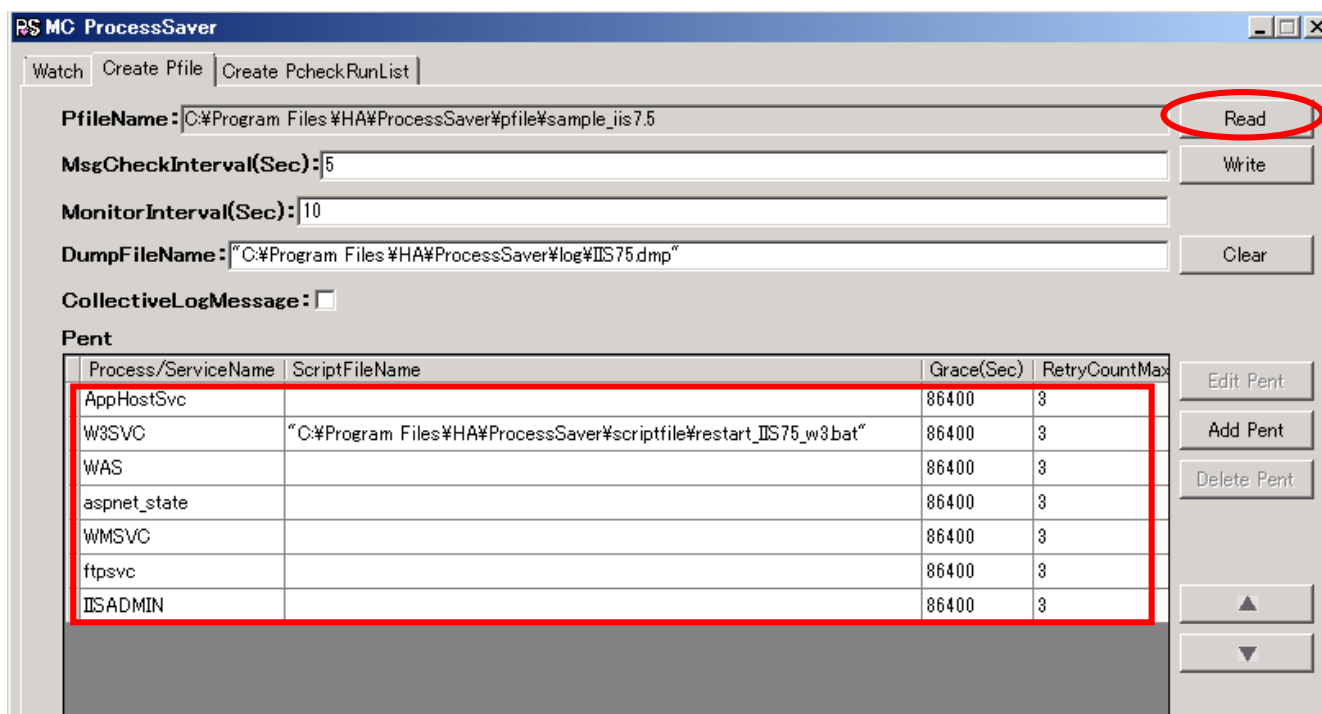 PS MC ProcessSaver
Watch Create Pfile Create PcheckRunList
PfileName: C:¥Program Files¥HA¥ProcessSaver¥pfile¥sample_iis7.5 Read
MsgCheckInterval(Sec): 5 Write
MonitorInterval(Sec): 10
DumpFileName: "C:¥Program Files¥HA¥ProcessSaver¥log¥IIS75.dmp" Clear
CollectiveLogMessage:
Pent
Process/ServiceName ScriptFileName Grace(Sec) RetryCountMax
Edit Pent
AppHostSvc 86400 3
W3SVC "C:¥Program Files¥HA¥ProcessSaver¥scriptfile¥restart_IIS75_w3.bat" 86400 3 Add Pent
WAS 86400 3
Delete Pent
aspnet_state 86400 3
WMSVC 86400 3
ftpsvc 86400 3
IISADMIN 86400 3 ▲
▼